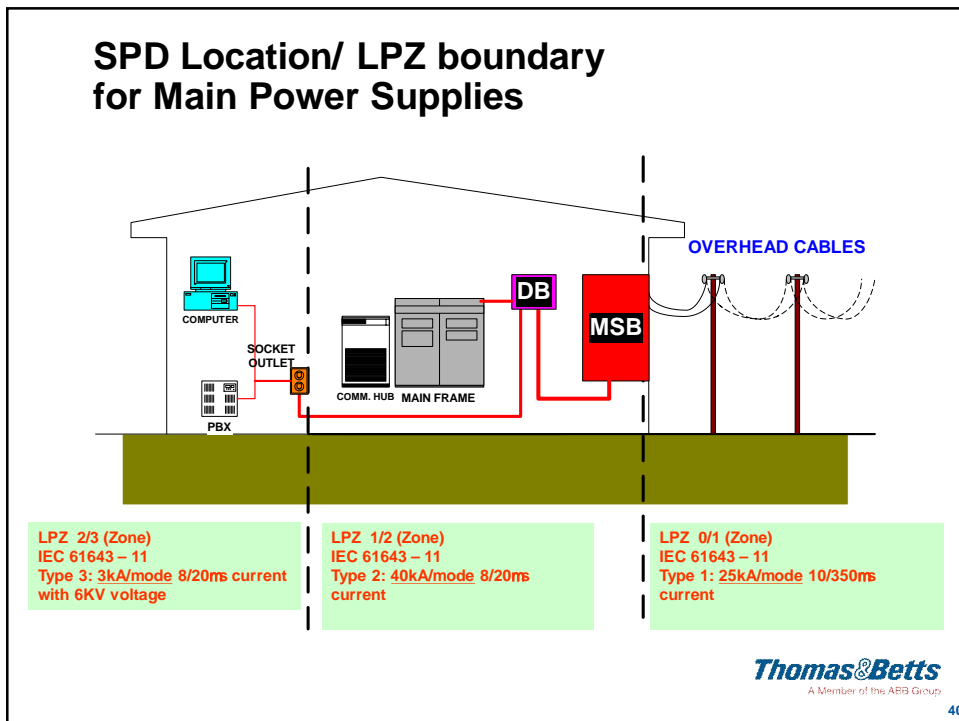 SPD Location/ LPZ boundary
for Main Power Supplies
OVERHEAD CABLES
DB
MSB
COMPUTER
SOCKET
OUTLET
COMM. HUB
MAIN FRAME
PBX
LPZ 2/3 (Zone)
IEC 61643 – 11
Type 3: 3kA/mode 8/20ms current
with 6KV voltage
LPZ 1/2 (Zone)
IEC 61643 – 11
Type 2: 40kA/mode 8/20ms
current
LPZ 0/1 (Zone)
IEC 61643 – 11
Type 1: 25kA/mode 10/350ms
current
Thomas&Betts
A Member of the ABB Group
40